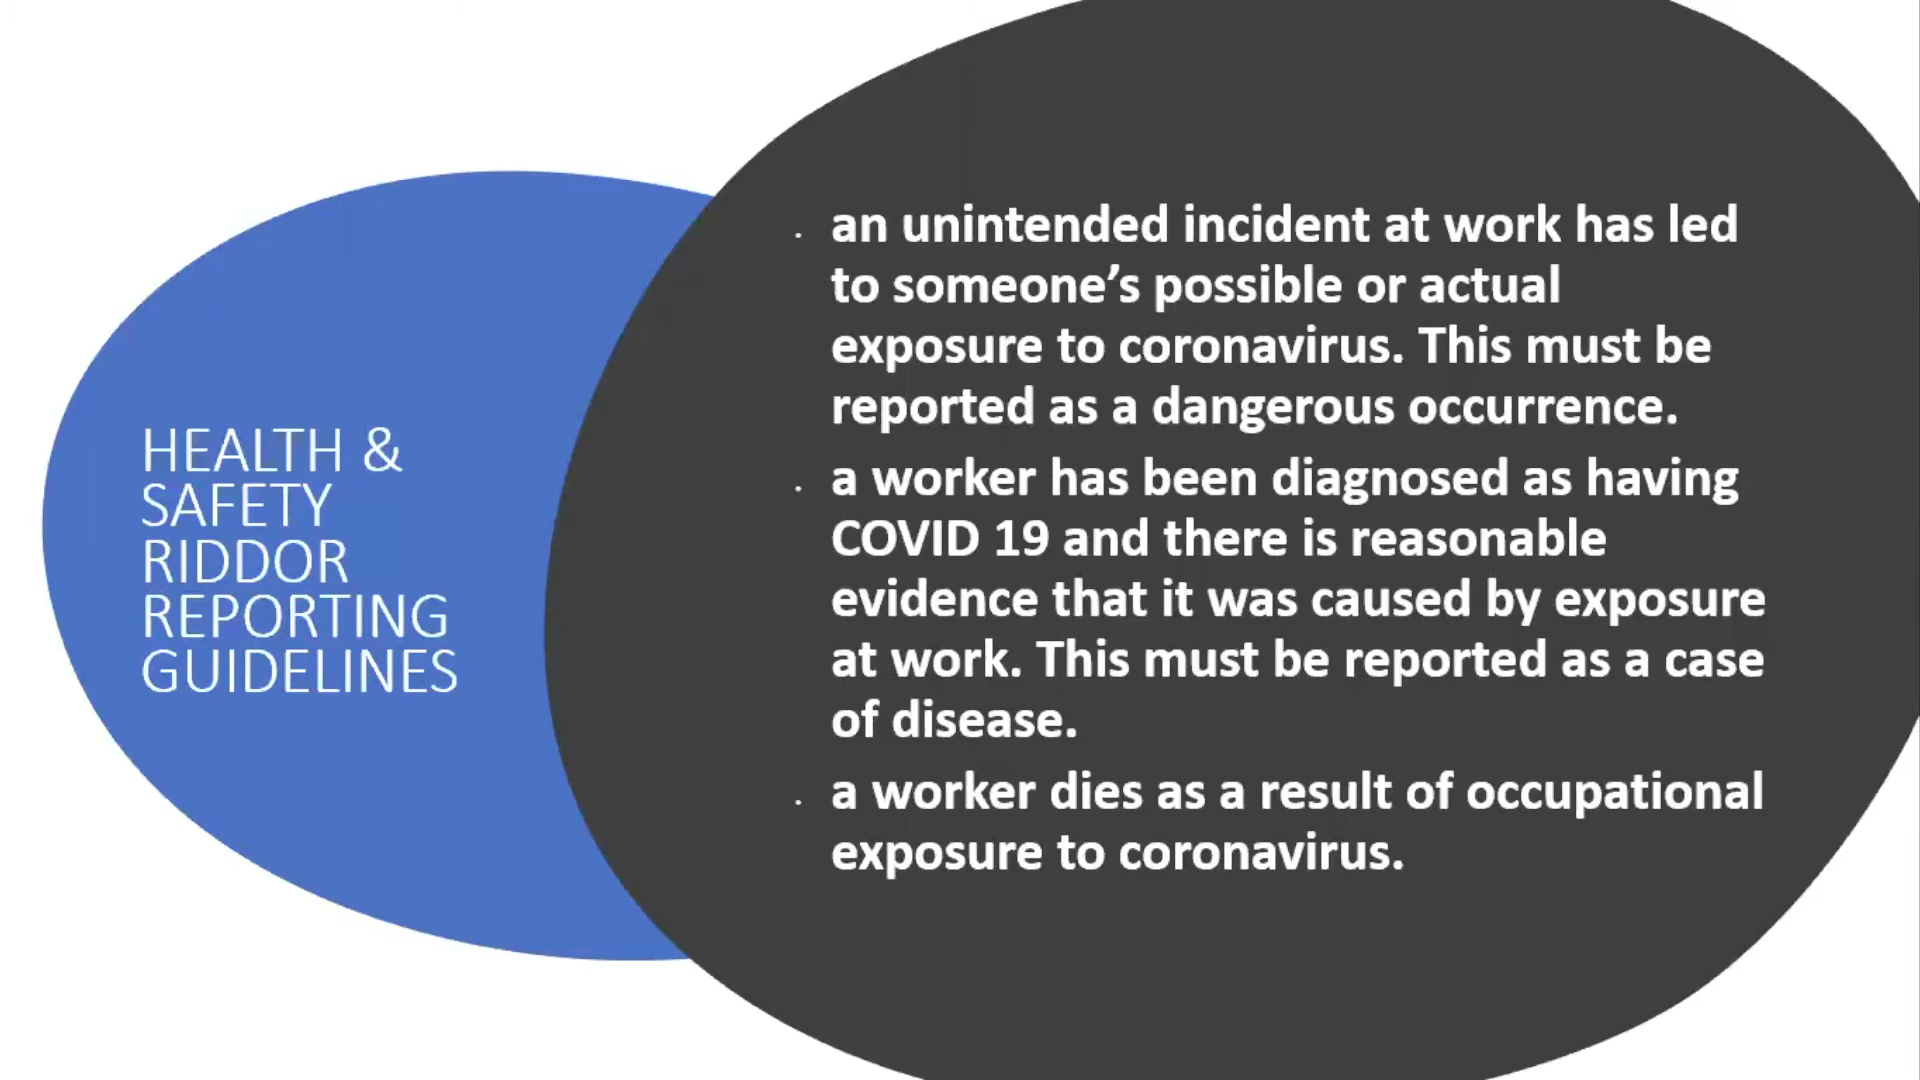 HEALTH &
SAFETY
RIDDOR
REPORTING
GUIDELINES
. an unintended incident at work has led
to someone’s possible or actual
exposure to coronavirus. This must be
reported as a dangerous occurrence.
. a worker has been diagnosed as having
COVID 19 and there is reasonable
evidence that it was caused by exposure
at work. This must be reported as a case
of disease.
. a worker dies as a result of occupational
exposure to coronavirus.